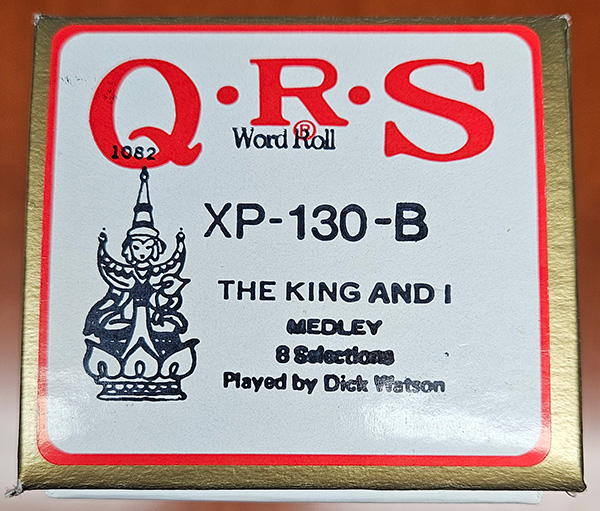 Q·R·S
Word Roll
®
1082
XP-130-B
THE KING AND I
MEDLEY
8 Selections
Played by Dick Watson